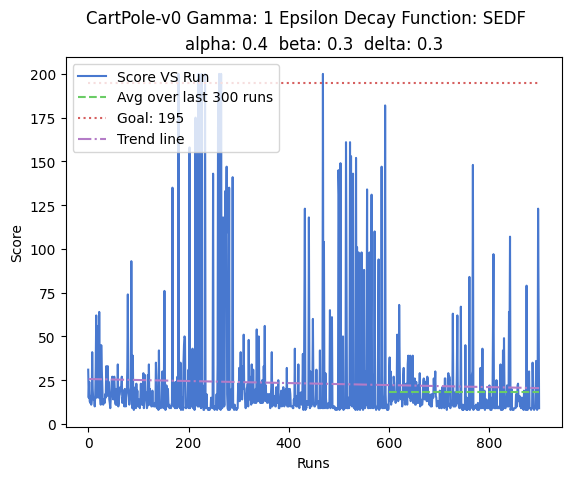 CartPole-v0 Gamma: 1 Epsilon Decay Function: SEDF
alpha: 0.4 beta: 0.3 delta: 0.3
Score VS Run
Avg over last 300 runs
Goal: 195
Trend line
Score
200
175
150
125
100
75
50
25
0
0 200 400 600 800
Runs